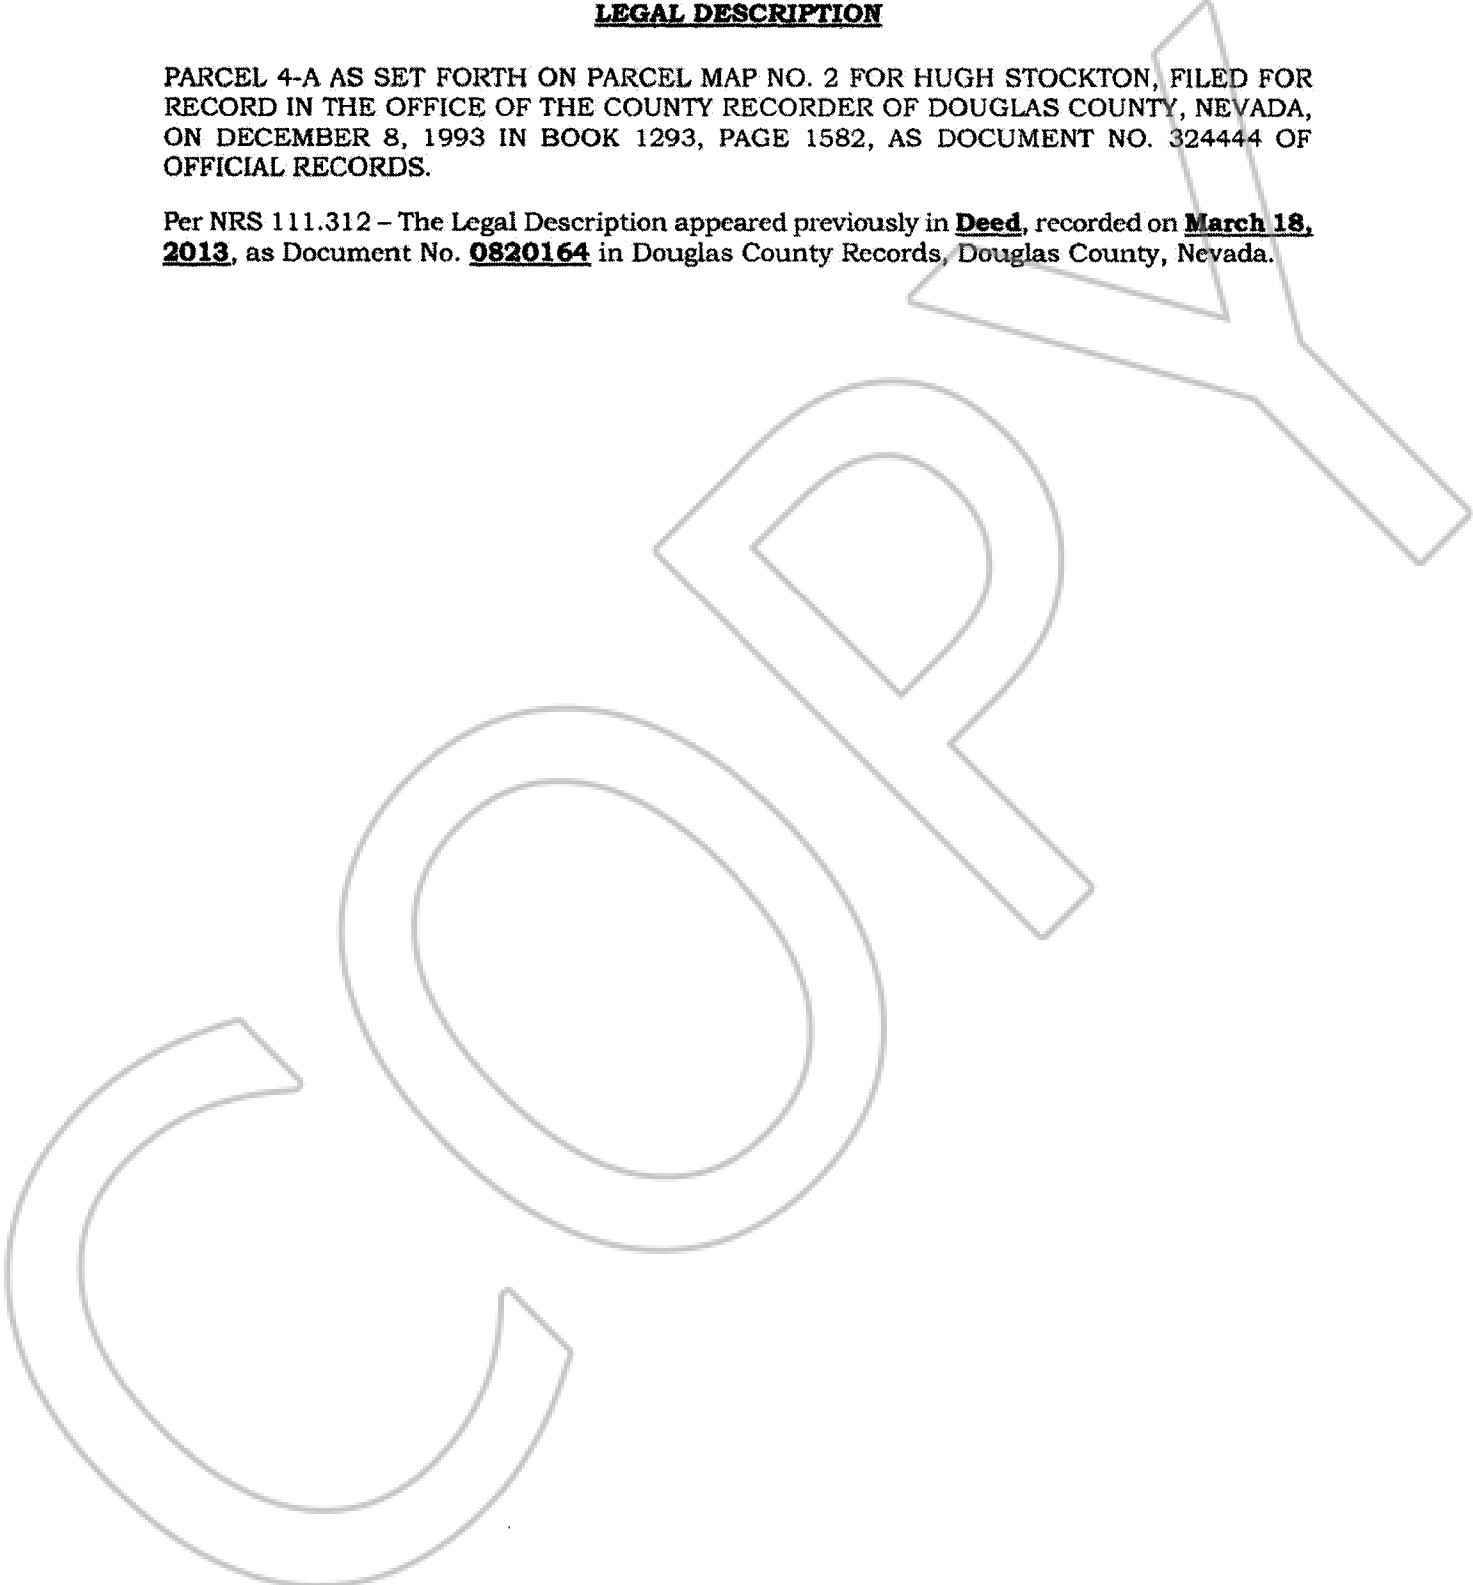 LEGAL DESCRIPTION
PARCEL 4-A AS SET FORTH ON PARCEL MAP NO. 2 FOR HUGH STOCKTON, FILED FOR
RECORD IN THE OFFICE OF THE COUNTY RECORDER OF DOUGLAS COUNTY, NEVADA,
ON DECEMBER 8, 1993 IN BOOK 1293, PAGE 1582, AS DOCUMENT NO. 324444 OF
OFFICIAL RECORDS.
Per NRS 111.312 – The Legal Description appeared previously in Deed, recorded on March 18,
2013, as Document No. 0820164 in Douglas County Records, Douglas County, Nevada.
COPY